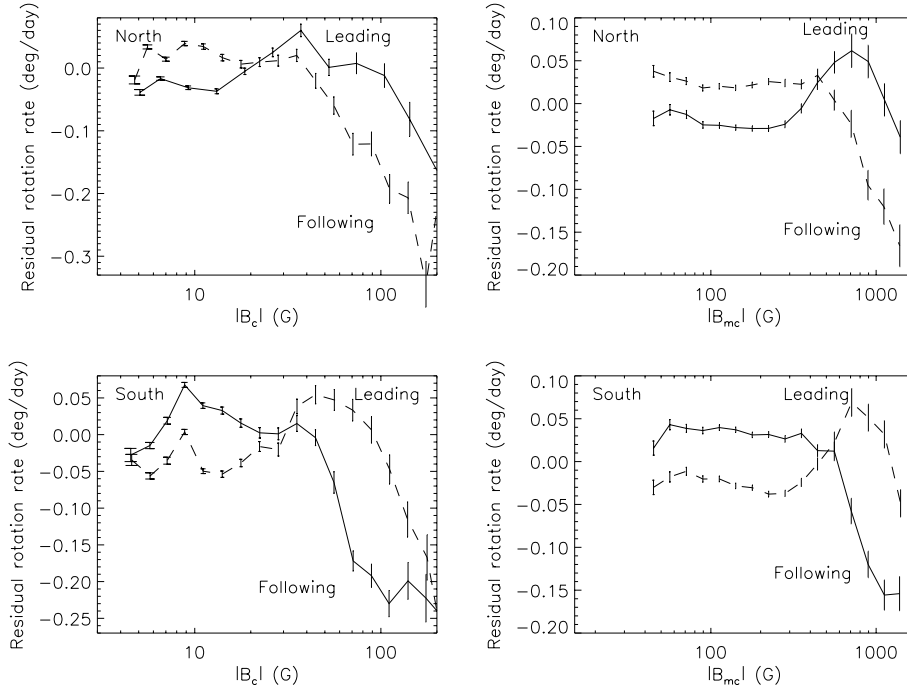 North
Leading
Following
0.0
-0.1
-0.2
-0.3
Residual rotation rate (deg/day)
10
100
|Bc| (G)
North
Leading
Following
0.10
0.05
0.00
-0.05
-0.10
-0.15
-0.20
Residual rotation rate (deg/day)
100
1000
|Bmc| (G)
South
Leading
Following
0.05
0.00
-0.05
-0.10
-0.15
-0.20
-0.25
Residual rotation rate (deg/day)
10
100
|Bc| (G)
South
Leading
Following
0.10
0.05
0.00
-0.05
-0.10
-0.15
-0.20
Residual rotation rate (deg/day)
100
1000
|Bmc| (G)